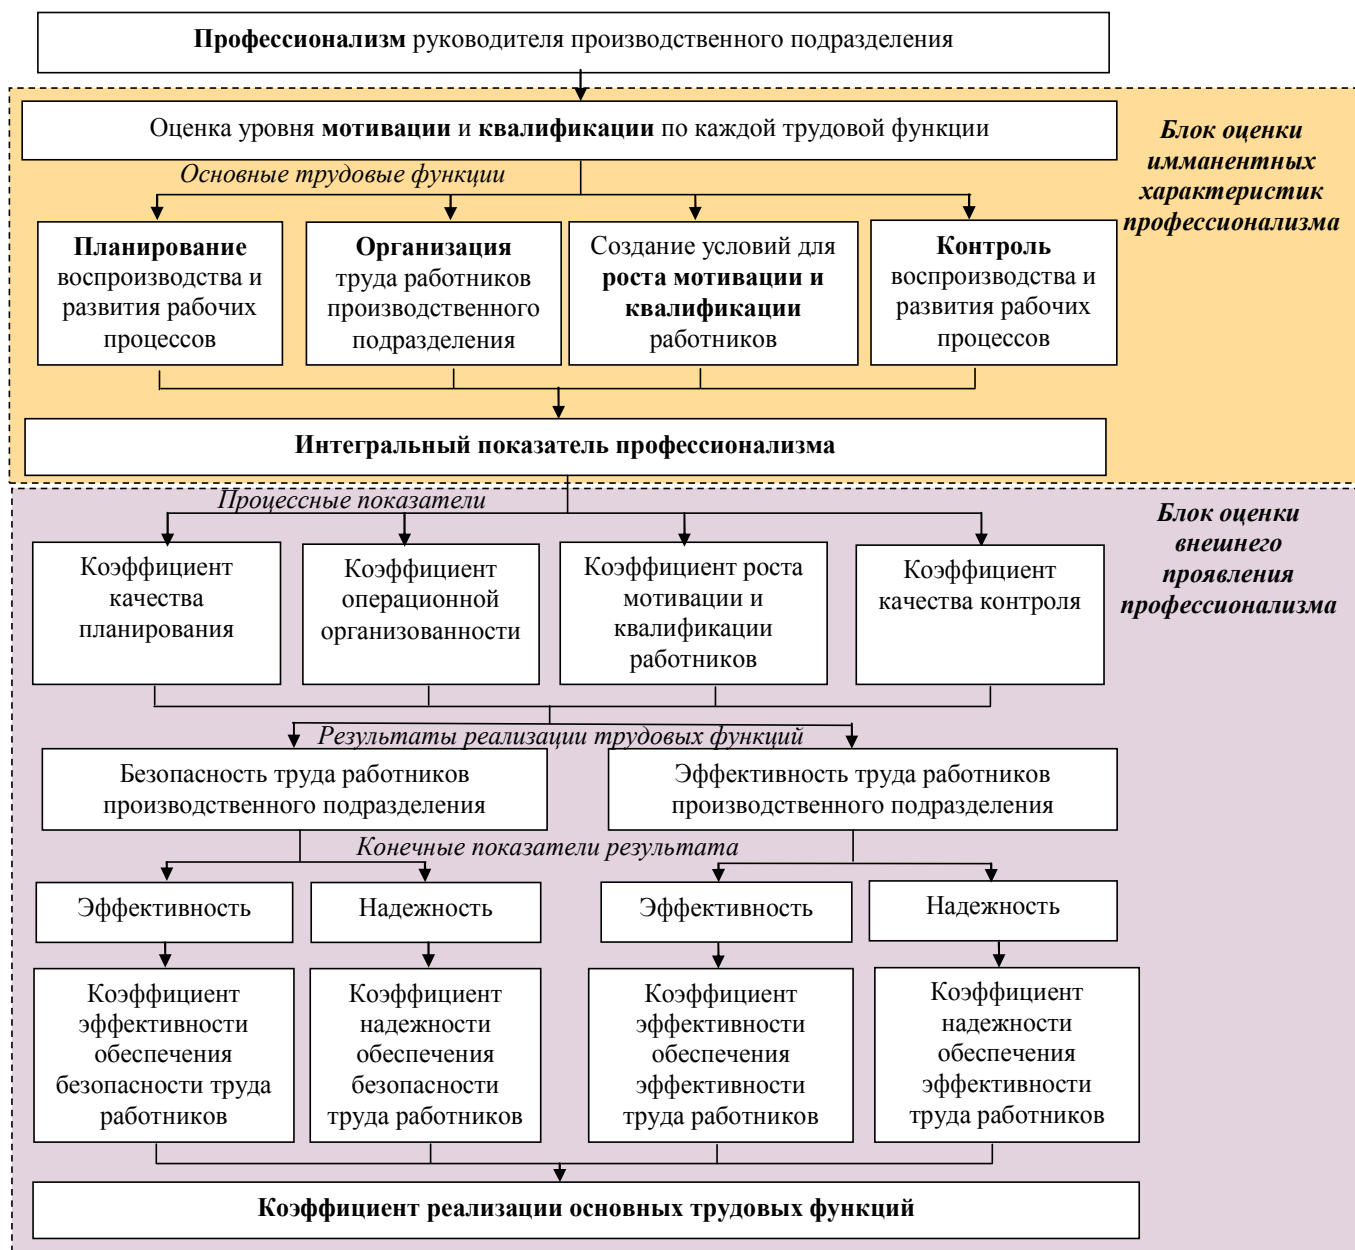 Профессионализм руководителя производственного подразделения
Оценка уровня мотивации и квалификации по каждой трудовой функции
Блок оценки
имманентных
характеристик
профессионализма
Основные трудовые функции
Планирование
воспроизводства и
развития рабочих
процессов
Организация
труда работников
производственного
подразделения
Создание условий для
роста мотивации и
квалификации
работников
Контроль
воспроизводства и
развития рабочих
процессов
Интегральный показатель профессионализма
Процессные показатели
Блок оценки
внешнего
проявления
профессионализма
Коэффициент
качества
планирования
Коэффициент
операционной
организованности
Коэффициент роста
мотивации и
квалификации
работников
Коэффициент
качества контроля
Результаты реализации трудовых функций
Безопасность труда работников
производственного подразделения
Эффективность труда работников
производственного подразделения
Конечные показатели результата
Эффективность
Надежность
Эффективность
Надежность
Коэффициент
эффективности
обеспечения
безопасности труда
работников
Коэффициент
надежности
обеспечения
безопасности
труда работников
Коэффициент
эффективности
обеспечения
эффективности
труда работников
Коэффициент
надежности
обеспечения
эффективности
труда работников
Коэффициент реализации основных трудовых функций